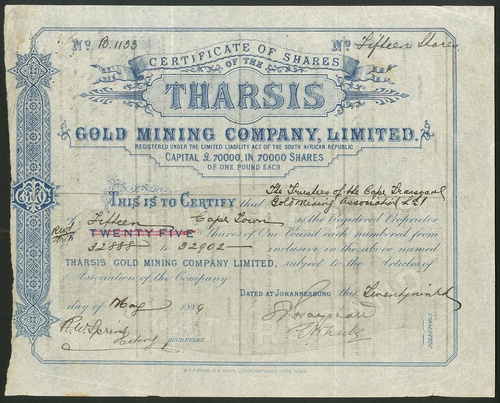 No B.1133
No Fifteen Shares
CERTIFICATE OF SHARES
OF THE
THARSIS
GOLD MINING COMPANY, LIMITED.
REGISTERED UNDER THE LIMITED LIABILITY ACT OF THE SOUTH AFRICAN REPUBLIC
CAPITAL £70000, IN 70000 SHARES
OF ONE POUND EACH
THIS IS TO CERTIFY that The Trustees of the Cape Transvaal
Gold Mining Association Ltd
of Fifteen Cape Town is the Registered Proprietor
TWENTY FIVE Shares of One Pound each numbered from
32888 to 32902 inclusive in the above named
THARSIS GOLD MINING COMPANY LIMITED, subject to the Articles of
Association of the Company
DATED AT JOHANNESBURG this Twenty ninth
day of May 1889.
R.W. Spring
acting SECRETARY
DIRECTORS